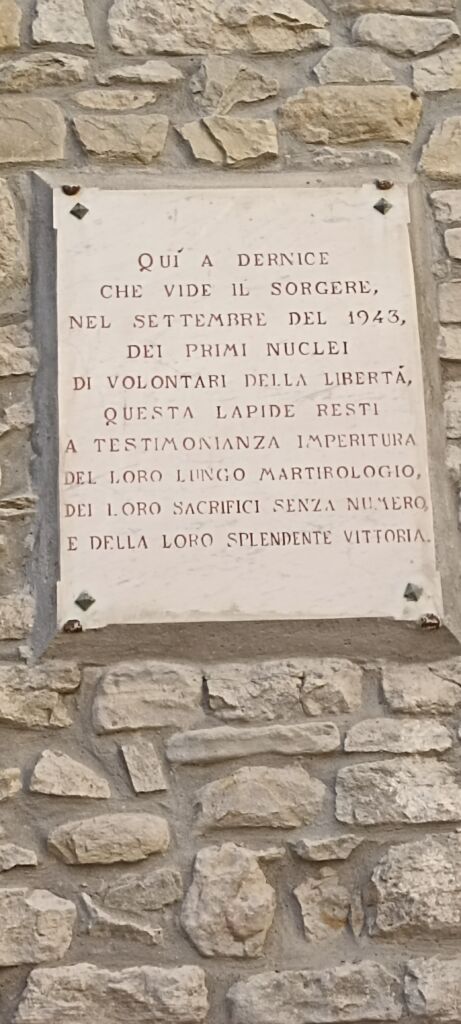 QUÍ A DERNICE
CHE VIDE IL SORGERE,
NEL SETTEMBRE DEL 1943,
DEI PRIMI NUCLEI
DI VOLONTARI DELLA LIBERTÁ,
QUESTA LAPIDE RESTI
A TESTIMONIANZA IMPERITURA
DEL LORO LUNGO MARTIROLOGIO,
DEI LORO SACRIFICI SENZA NUMERO,
E DELLA LORO SPLENDENTE VITTORIA.